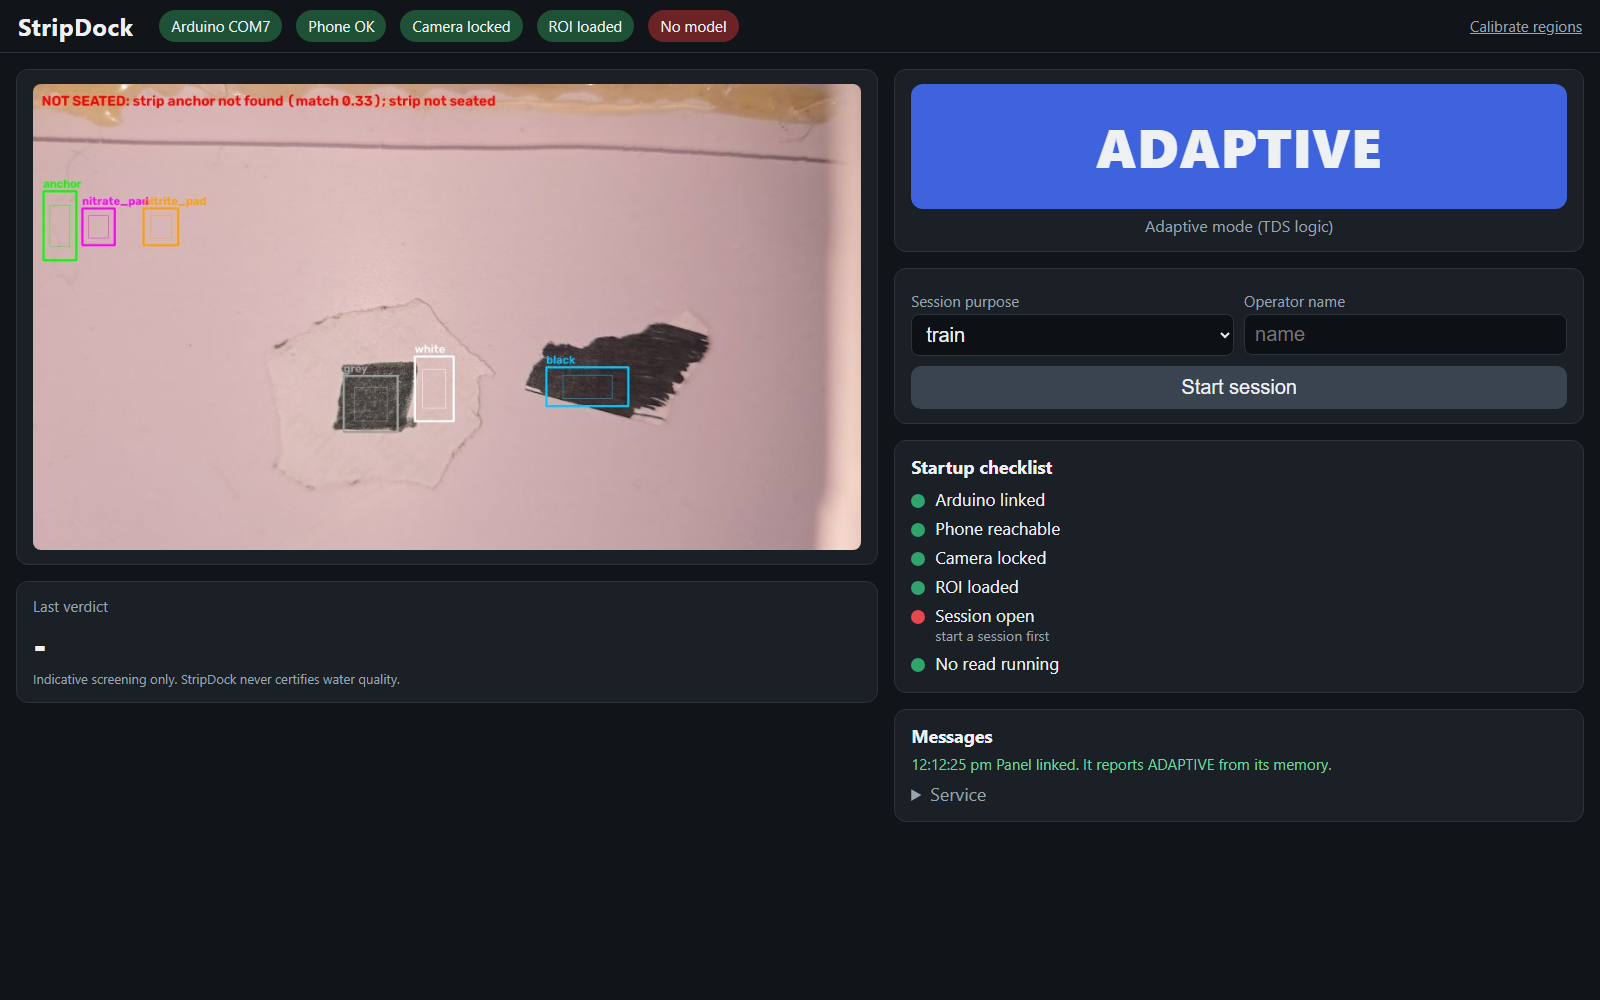 StripDock
Arduino COM7
Phone OK
Camera locked
ROI loaded
No model
Calibrate regions
NOT SEATED: strip anchor not found (match 0.33); strip not seated
anchor
nitrate_pad
nitrite_pad
white
grey
black
Last verdict
-
Indicative screening only. StripDock never certifies water quality.
ADAPTIVE
Adaptive mode (TDS logic)
Session purpose
Operator name
train
name
Start session
Startup checklist
Arduino linked
Phone reachable
Camera locked
ROI loaded
Session open
start a session first
No read running
Messages
12:12:25 pm Panel linked. It reports ADAPTIVE from its memory.
Service